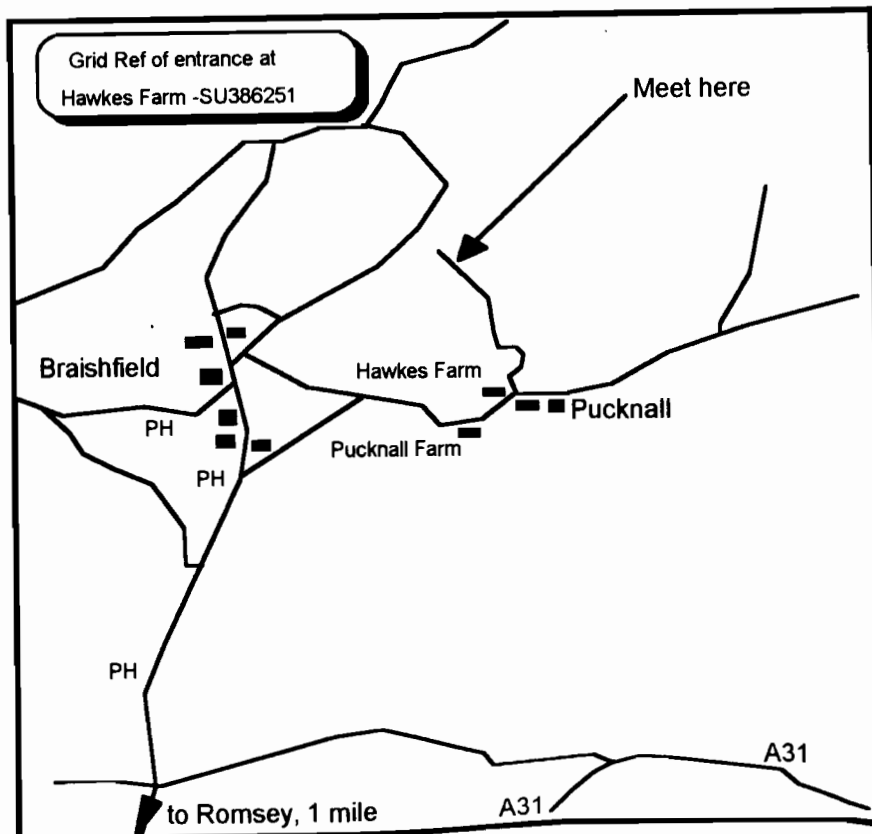 Grid Ref of entrance at
Hawkes Farm -SU386251
Meet here
Braishfield
Hawkes Farm
Pucknall
PH
Pucknall Farm
PH
PH
A31
to Romsey, 1 mile
A31